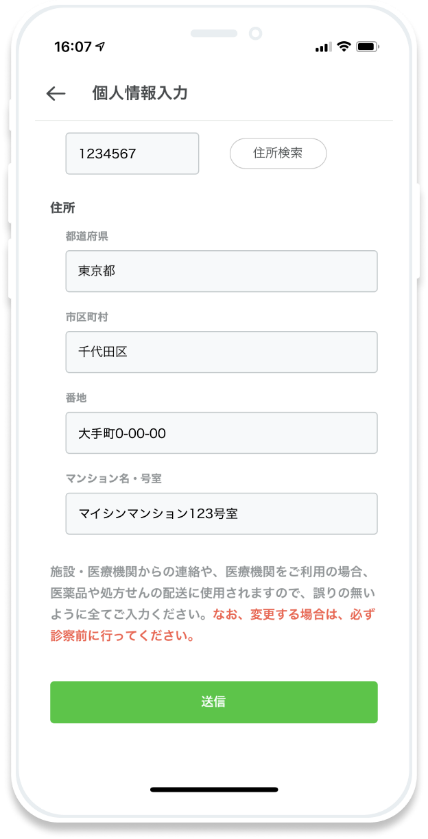 16:07
個人情報入力
1234567
住所検索
住所
都道府県
東京都
市区町村
千代田区
番地
大手町0-00-00
マンション名・号室
マイシンマンション123号室
施設・医療機関からの連絡や、医療機関をご利用の場合、
医薬品や処方せんの配送に使用されますので、誤りの無い
ように全てご入力ください。なお、変更する場合は、必ず
診察前に行ってください。
送信